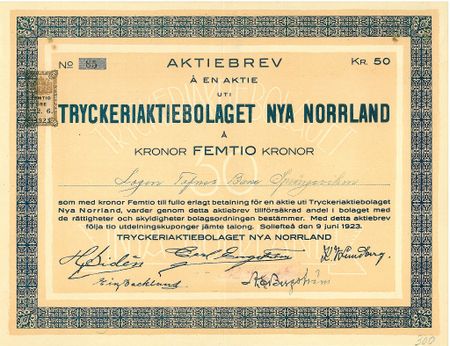 No 85 AKTIEBREV KR. 50
Å EN AKTIE
UTI
TRYCKERIAKTIEBOLAGET NYA NORRLAND
Å
KRONOR FEMTIO KRONOR
Logen
som med kronor Femtio till fullo erlagt betalning för en aktie uti Tryckeriaktiebolaget
Nya Norrland, varder genom detta aktiebrev tillförsäkrad andel i bolaget med
de rättigheter och skyldigheter bolagsordningen bestämmer. Med detta aktiebrev
följa tio utdelningskuponger jämte talong. Sollefteå den 9 juni 1923.
TRYCKERIAKTIEBOLAGET NYA NORRLAND
300